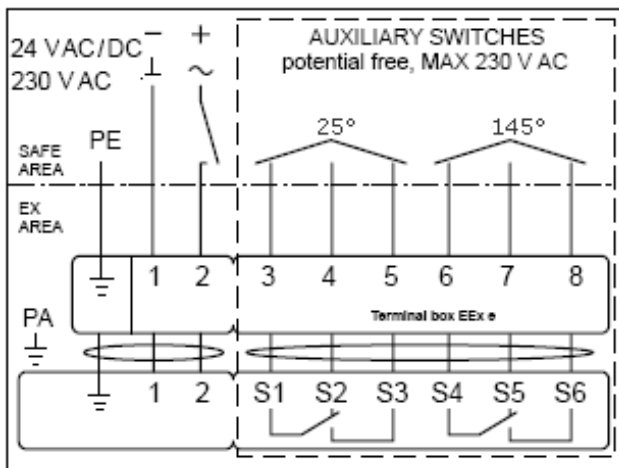 24 VAC/DC
230 VAC
− +
⊥ ~
AUXILIARY SWITCHES
potential free, MAX 230 V AC
25° 145°
SAFE
AREA
PE
EX
AREA
1 2 3 4 5 6 7 8
Terminal box EEx e
PA
1 2 S1 S2 S3 S4 S5 S6